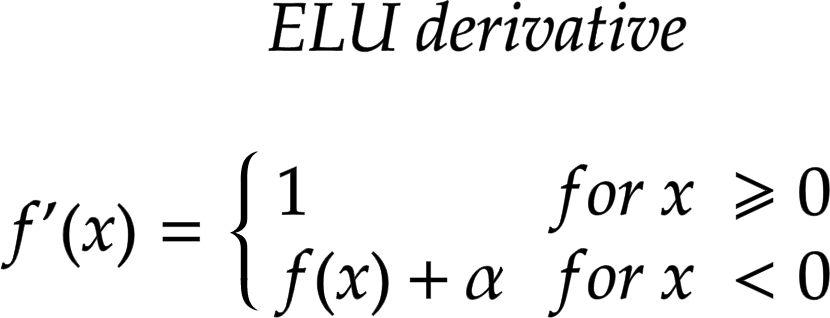 ELU derivative
f′(x) = { 1 for x ⩾ 0
f(x) + α for x < 0